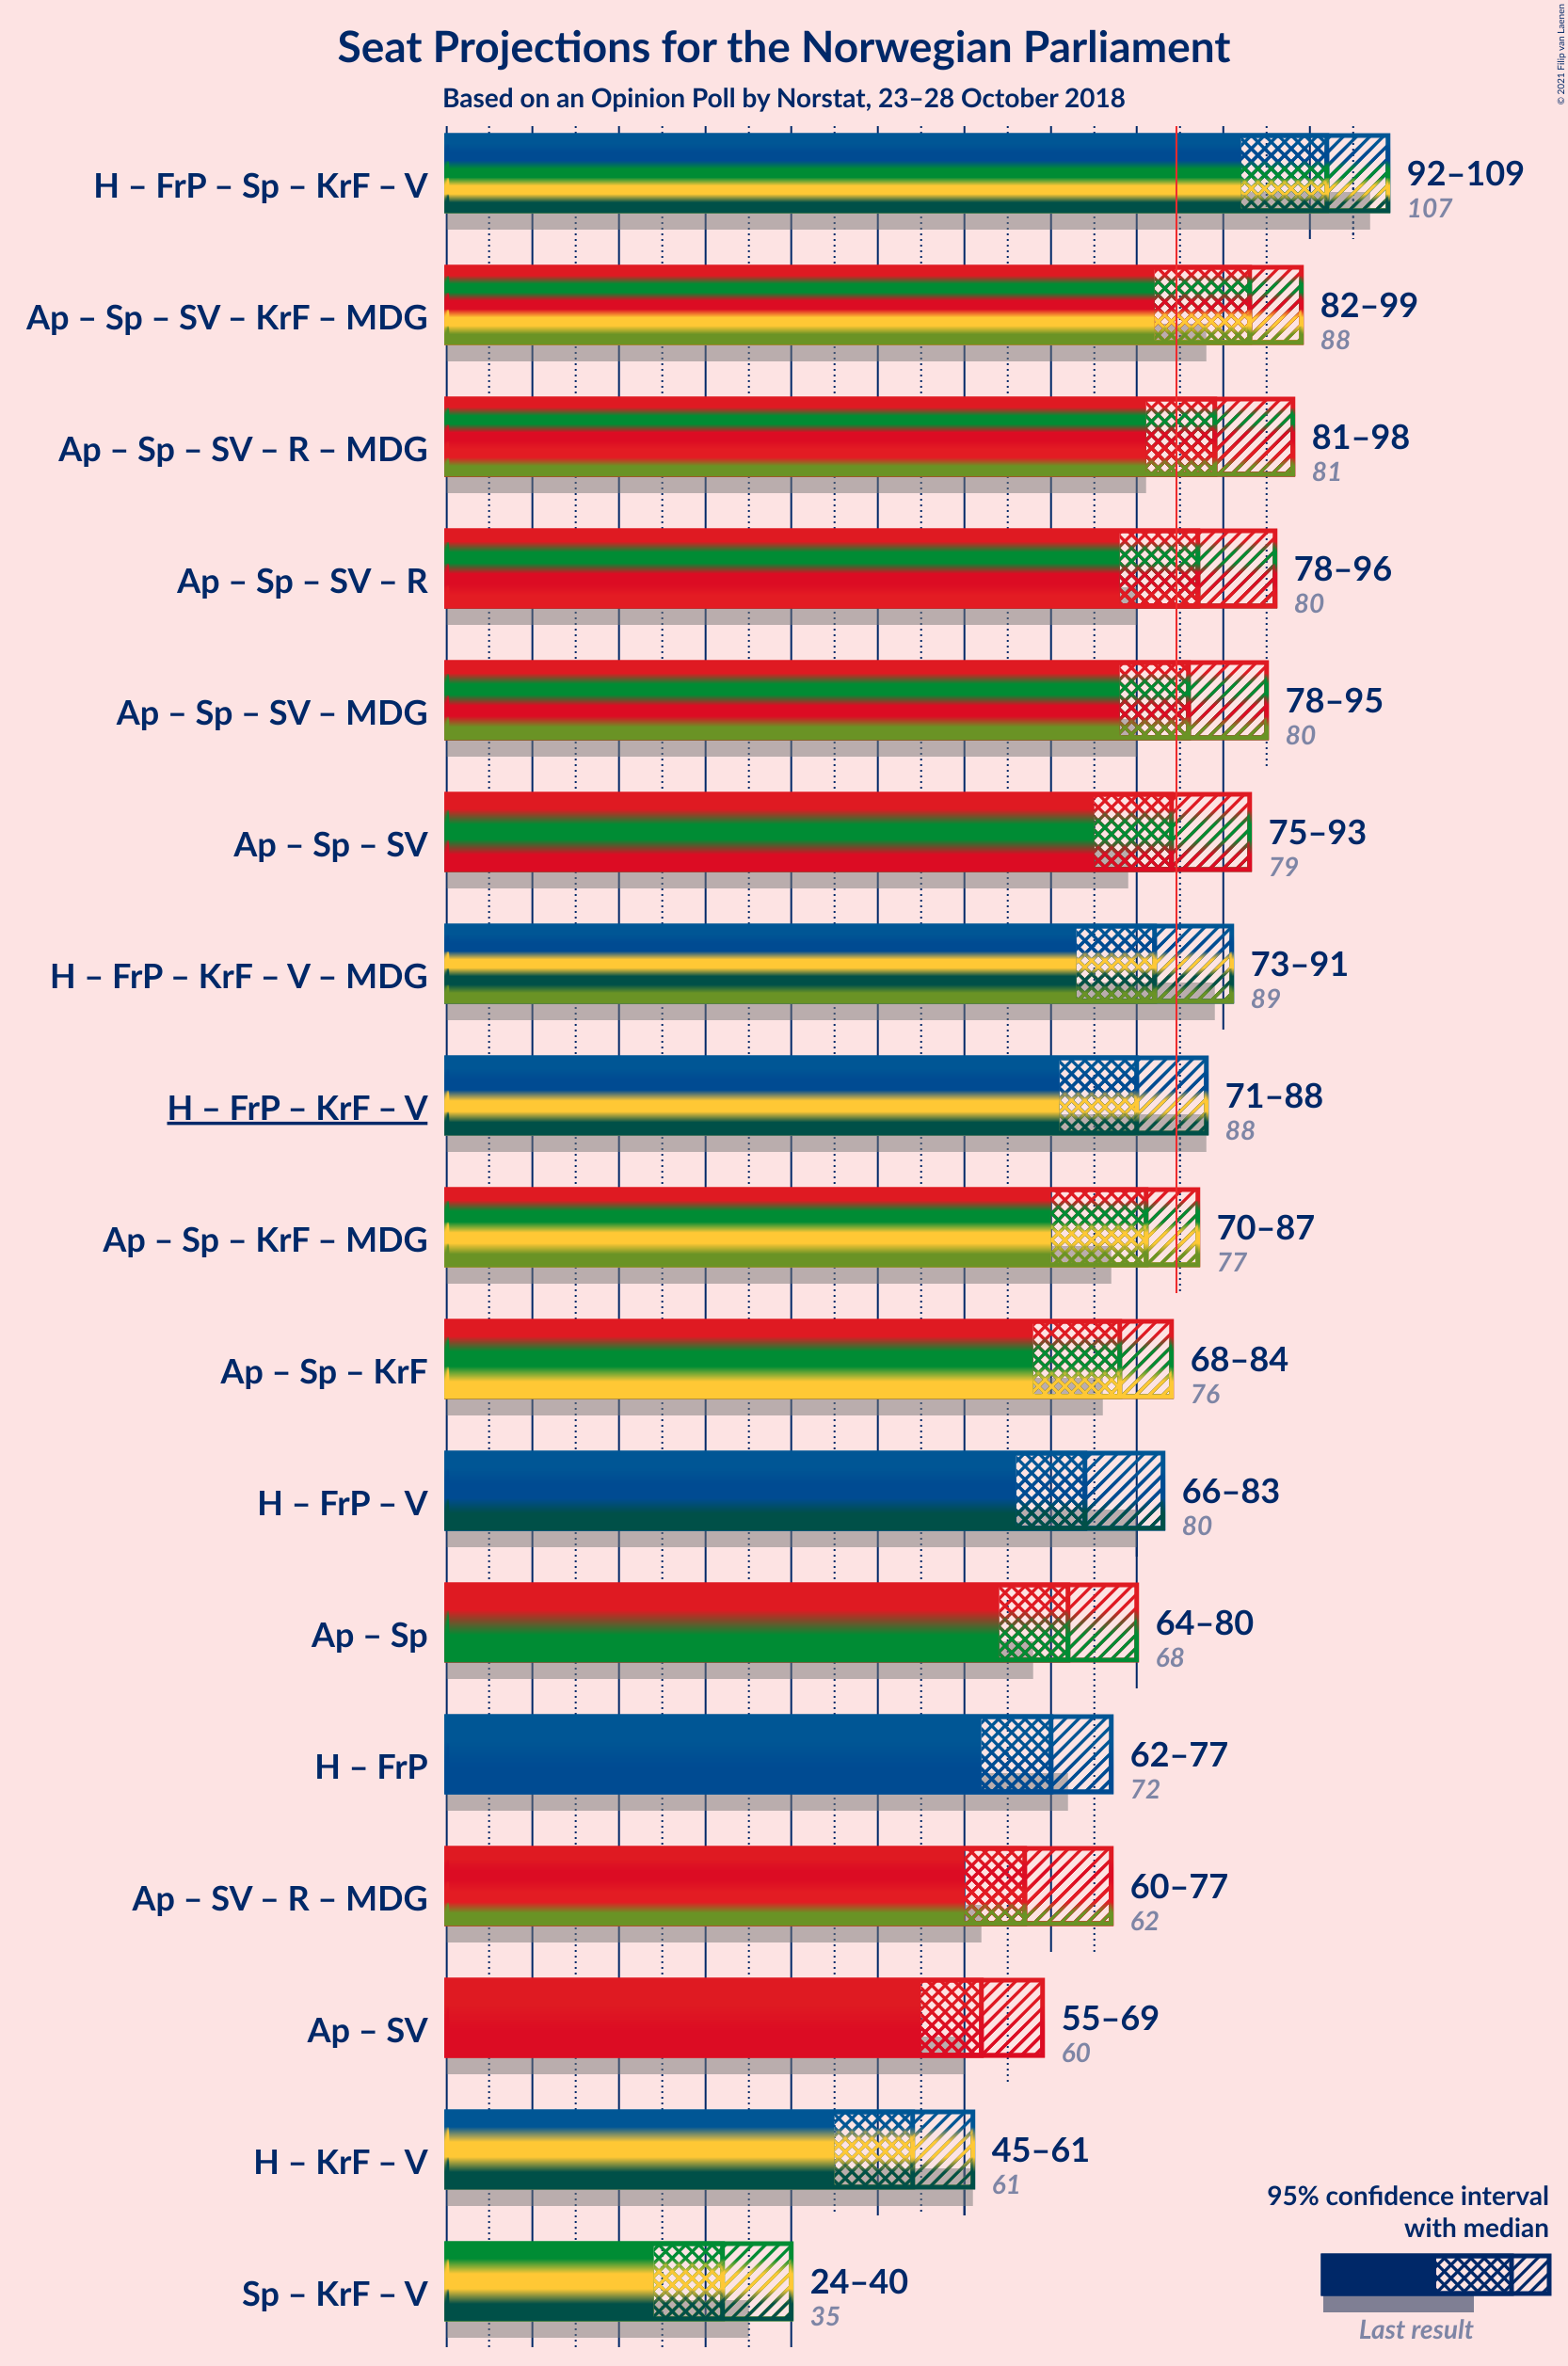 Seat Projections for the Norwegian Parliament
Based on an Opinion Poll by Norstat, 23–28 October 2018
© 2021 Filip van Laenen
H – FrP – Sp – KrF – V
92–109
107
Ap – Sp – SV – KrF – MDG
82–99
88
Ap – Sp – SV – R – MDG
81–98
81
Ap – Sp – SV – R
78–96
80
Ap – Sp – SV – MDG
78–95
80
Ap – Sp – SV
75–93
79
H – FrP – KrF – V – MDG
73–91
89
H – FrP – KrF – V
71–88
88
Ap – Sp – KrF – MDG
70–87
77
Ap – Sp – KrF
68–84
76
H – FrP – V
66–83
80
Ap – Sp
64–80
68
H – FrP
62–77
72
Ap – SV – R – MDG
60–77
62
Ap – SV
55–69
60
H – KrF – V
45–61
61
Sp – KrF – V
24–40
35
95% confidence interval
with median
Last result